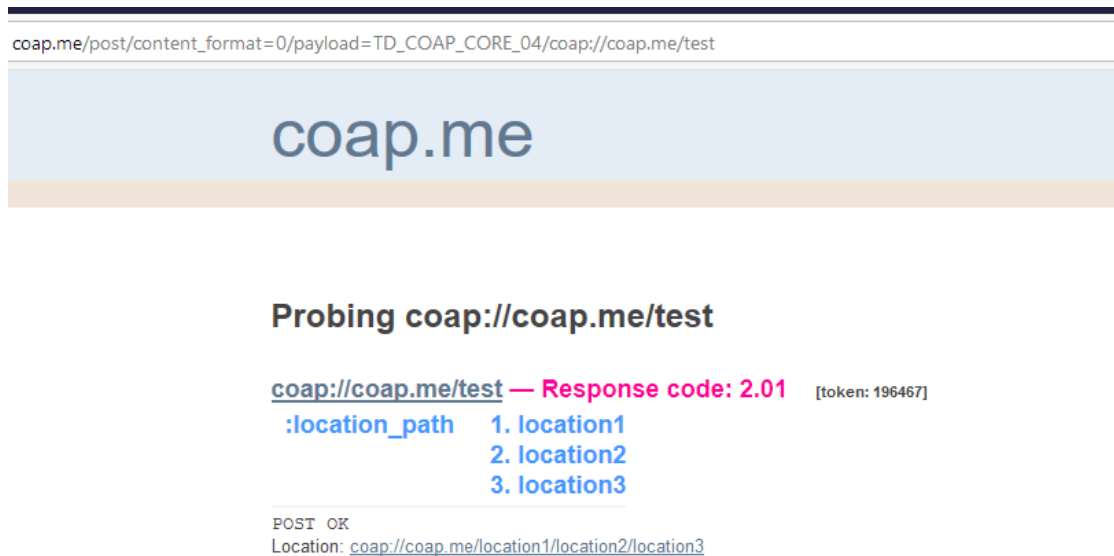 coap.me/post/content_format=0/payload=TD_COAP_CORE_04/coap://coap.me/test
coap.me
Probing coap://coap.me/test
coap://coap.me/test — Response code: 2.01 [token: 196467]
:location_path 1. location1
2. location2
3. location3
POST OK
Location: coap://coap.me/location1/location2/location3